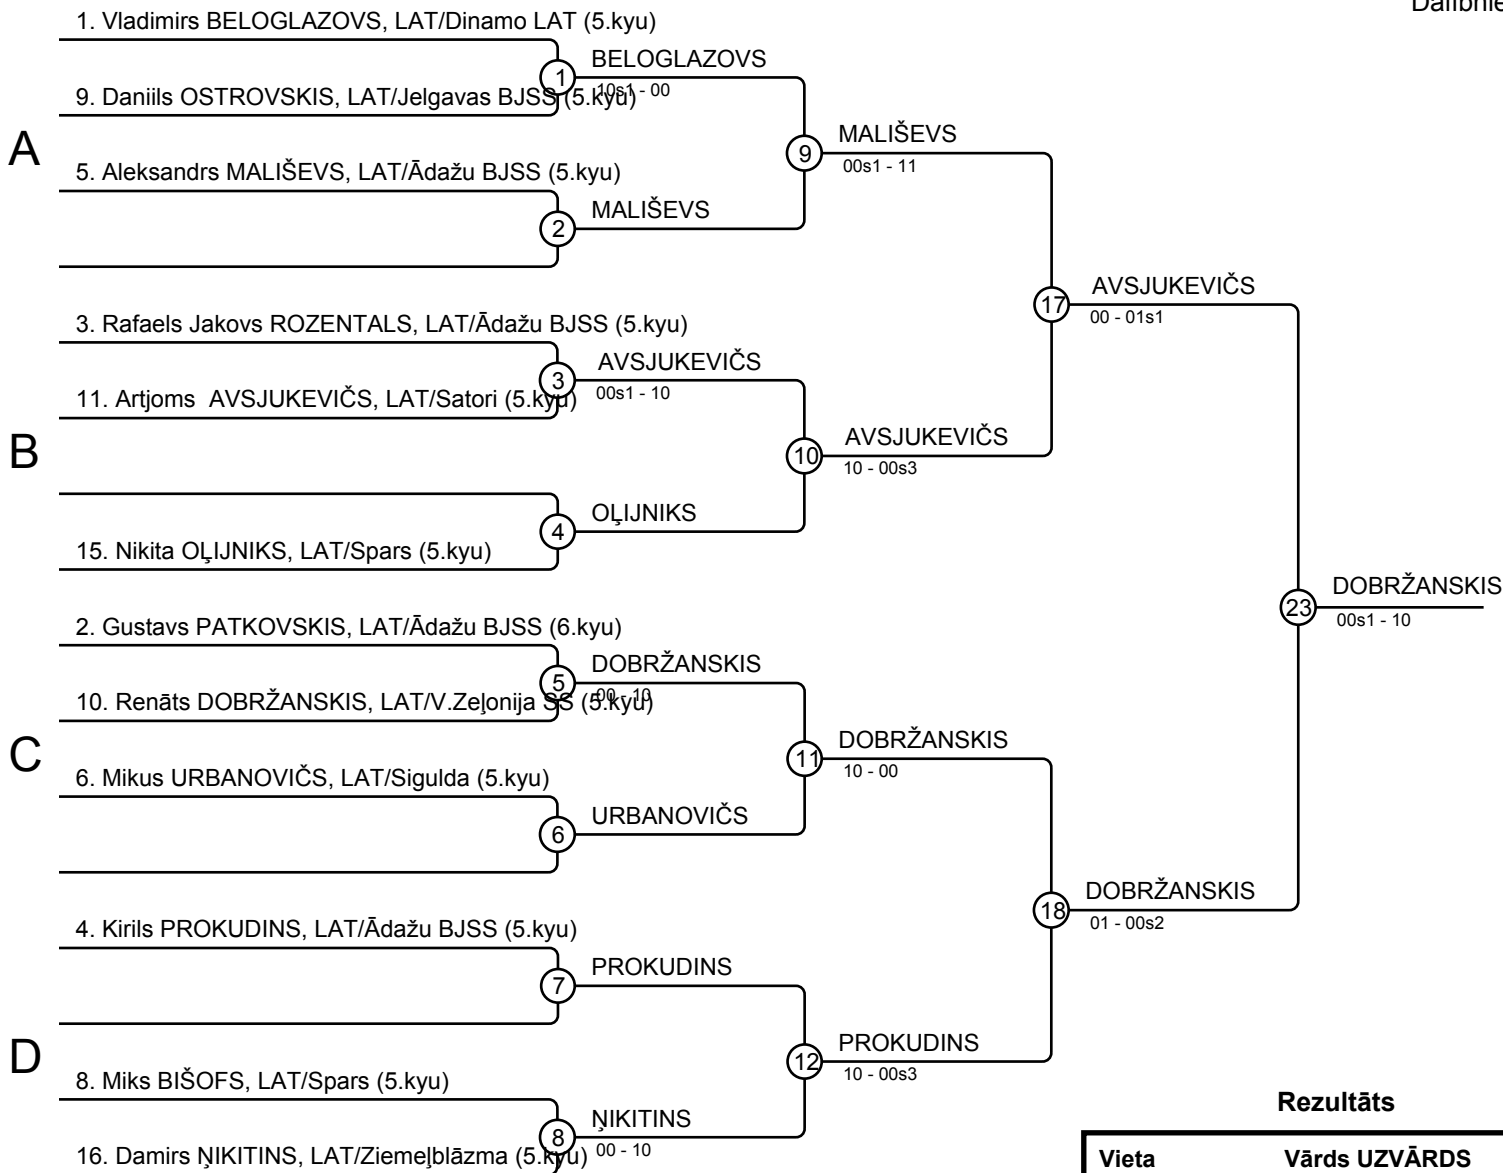 Dalībnie
1. Vladimirs BELOGLAZOVS, LAT/Dinamo LAT (5.kyu)
1
BELOGLAZOVS
10s1 - 00
9. Daniils OSTROVSKIS, LAT/Jelgavas BJSS (5.kyu)
A
9
MALIŠEVS
00s1 - 11
5. Aleksandrs MALIŠEVS, LAT/Ādažu BJSS (5.kyu)
2
MALIŠEVS
17
AVSJUKEVIČS
00 - 01s1
3. Rafaels Jakovs ROZENTALS, LAT/Ādažu BJSS (5.kyu)
3
AVSJUKEVIČS
00s1 - 10
11. Artjoms  AVSJUKEVIČS, LAT/Satori (5.kyu)
B
10
AVSJUKEVIČS
10 - 00s3
4
OĻIJNIKS
15. Nikita OĻIJNIKS, LAT/Spars (5.kyu)
23
DOBRŽANSKIS
00s1 - 10
2. Gustavs PATKOVSKIS, LAT/Ādažu BJSS (6.kyu)
5
DOBRŽANSKIS
00 - 10
10. Renāts DOBRŽANSKIS, LAT/V.Zeļonija SS (5.kyu)
C
11
DOBRŽANSKIS
10 - 00
6. Mikus URBANOVIČS, LAT/Sigulda (5.kyu)
6
URBANOVIČS
18
DOBRŽANSKIS
01 - 00s2
4. Kirils PROKUDINS, LAT/Ādažu BJSS (5.kyu)
7
PROKUDINS
D
12
PROKUDINS
10 - 00s3
8. Miks BIŠOFS, LAT/Spars (5.kyu)
8
ŅIKITINS
00 - 10
16. Damirs ŅIKITINS, LAT/Ziemeļblāzma (5.kyu)
Rezultāts
Vieta Vārds UZVĀRDS